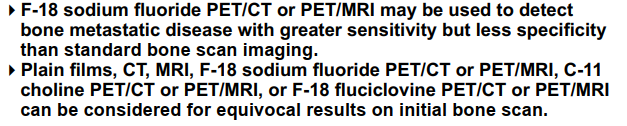 ▸ F-18 sodium fluoride PET/CT or PET/MRI may be used to detect
bone metastatic disease with greater sensitivity but less specificity
than standard bone scan imaging.
▸ Plain films, CT, MRI, F-18 sodium fluoride PET/CT or PET/MRI, C-11
choline PET/CT or PET/MRI, or F-18 fluciclovine PET/CT or PET/MRI
can be considered for equivocal results on initial bone scan.